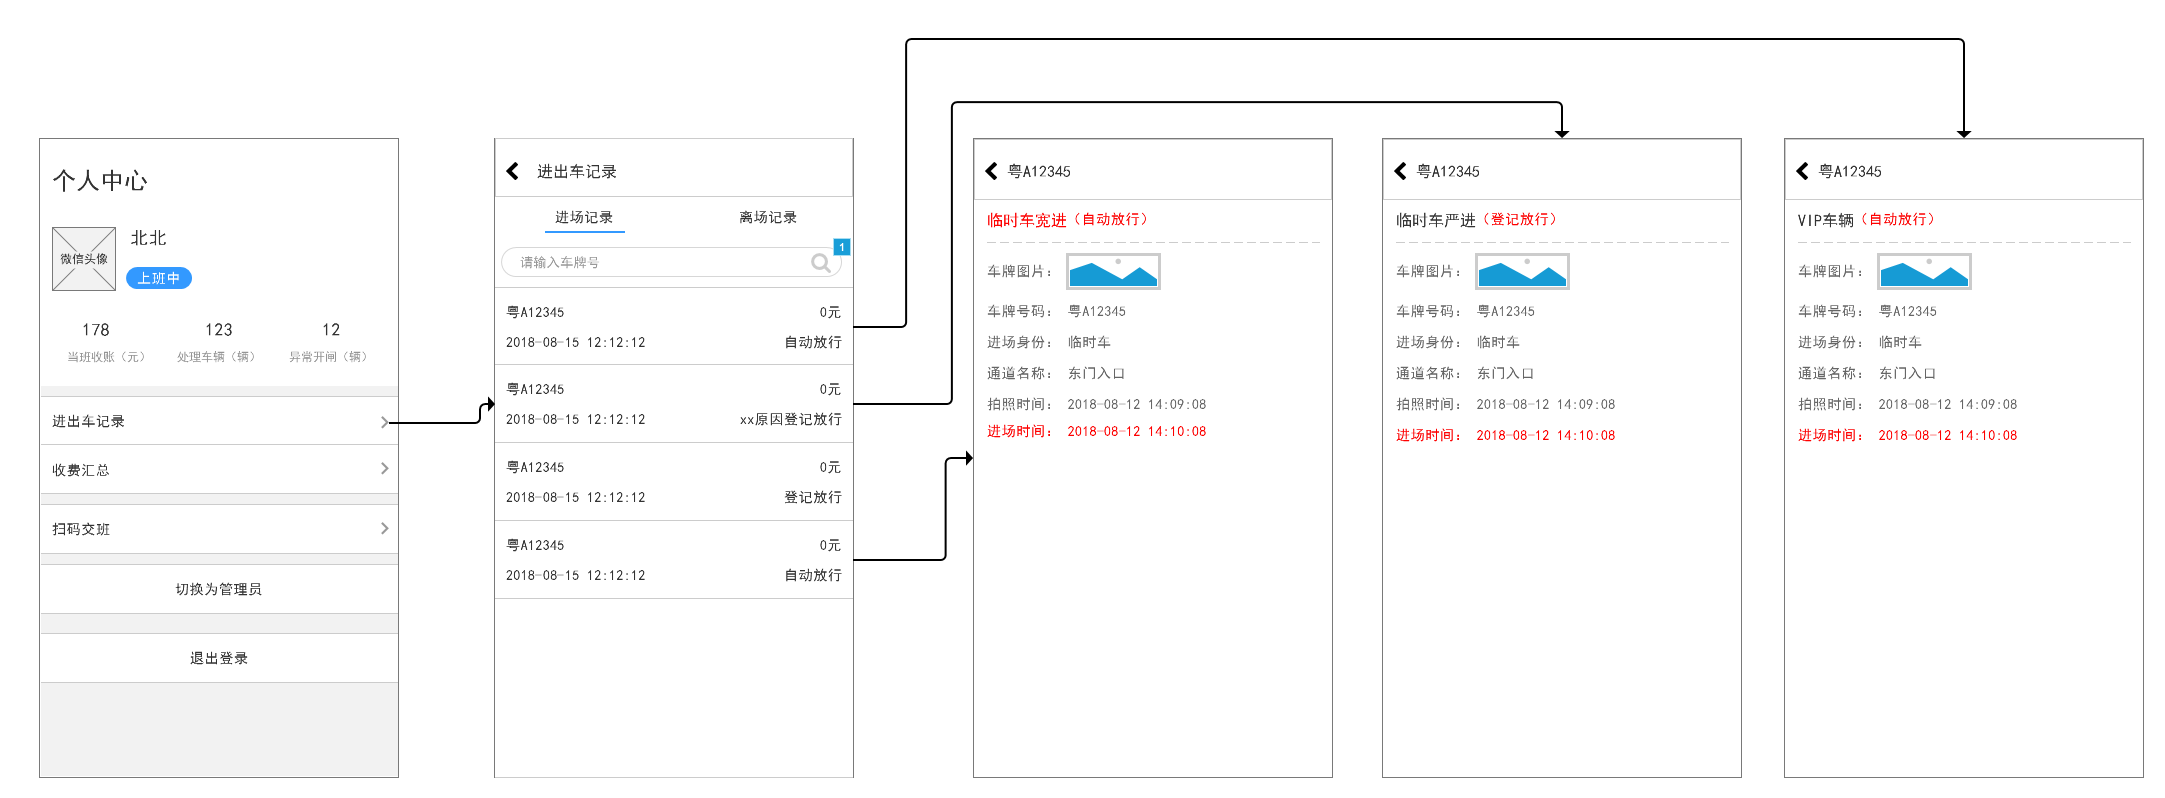 个人中心
微信头像
北北
上班中
178 123 12
当班收账（元） 处理车辆（辆） 异常开闸（辆）
进出车记录
收费汇总
扫码交班
切换为管理员
退出登录
进出车记录
进场记录 离场记录
请输入车牌号
1
粤A12345 0元
2018-08-15 12:12:12 自动放行
粤A12345 0元
2018-08-15 12:12:12 xx原因登记放行
粤A12345 0元
2018-08-15 12:12:12 登记放行
粤A12345 0元
2018-08-15 12:12:12 自动放行
粤A12345
临时车宽进（自动放行）
车牌图片：
车牌号码： 粤A12345
进场身份： 临时车
通道名称： 东门入口
拍照时间： 2018-08-12 14:09:08
进场时间： 2018-08-12 14:10:08
粤A12345
临时车严进（登记放行）
车牌图片：
车牌号码： 粤A12345
进场身份： 临时车
通道名称： 东门入口
拍照时间： 2018-08-12 14:09:08
进场时间： 2018-08-12 14:10:08
粤A12345
VIP车辆（自动放行）
车牌图片：
车牌号码： 粤A12345
进场身份： 临时车
通道名称： 东门入口
拍照时间： 2018-08-12 14:09:08
进场时间： 2018-08-12 14:10:08